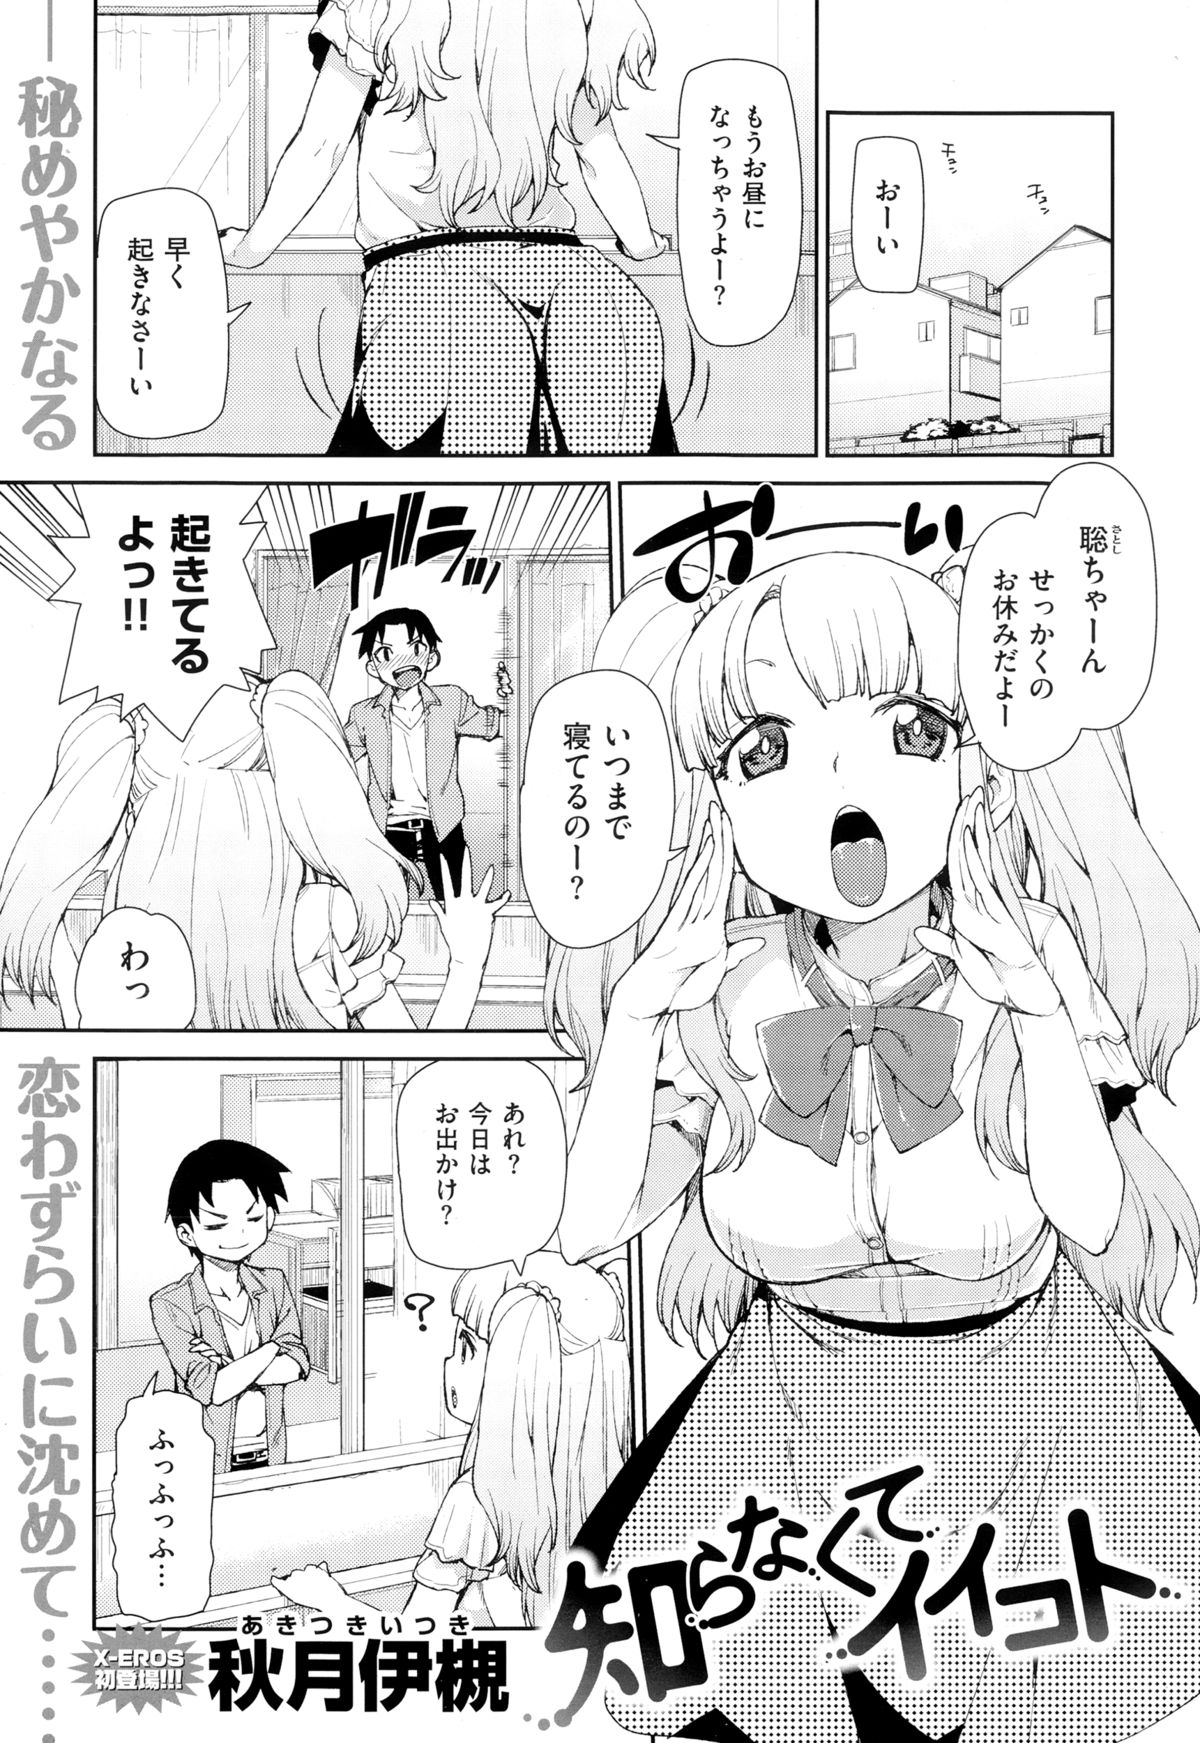 チュン
チュン
おーい
もうお昼に
なっちゃうよー?
早く
起きなさーい
おーい
聡ちゃーん
さとし
せっかくの
お休みだよー
いつまで
寝てるのー?
ガラッ
起きてる
よっ!!
わっ
あれ?
今日は
お出かけ?
?
ふっふっふ…
知らなくてイイコト…
あきつきいつき
秋月伊槻
X-EROS
初登場!!!
―秘めやかなる
恋わずらいに沈めて……